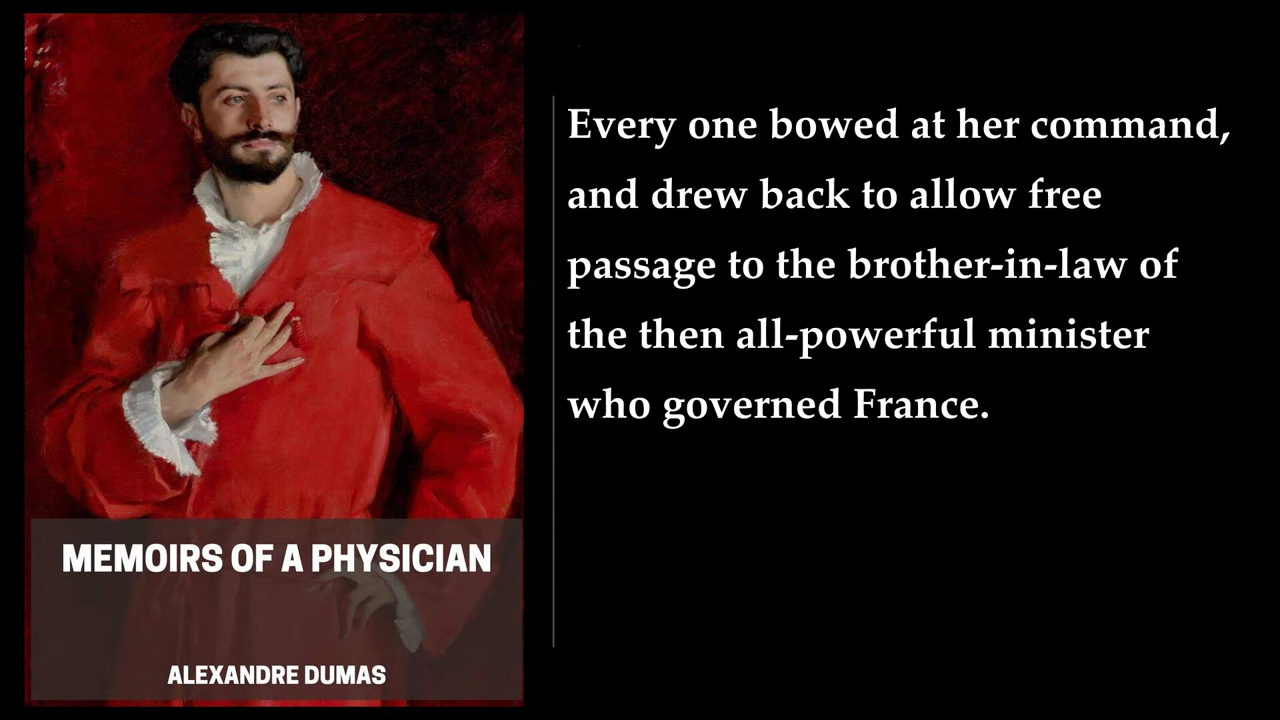 MEMOIRS OF A PHYSICIAN
ALEXANDRE DUMAS
Every one bowed at her command,
and drew back to allow free
passage to the brother-in-law of
the then all-powerful minister
who governed France.